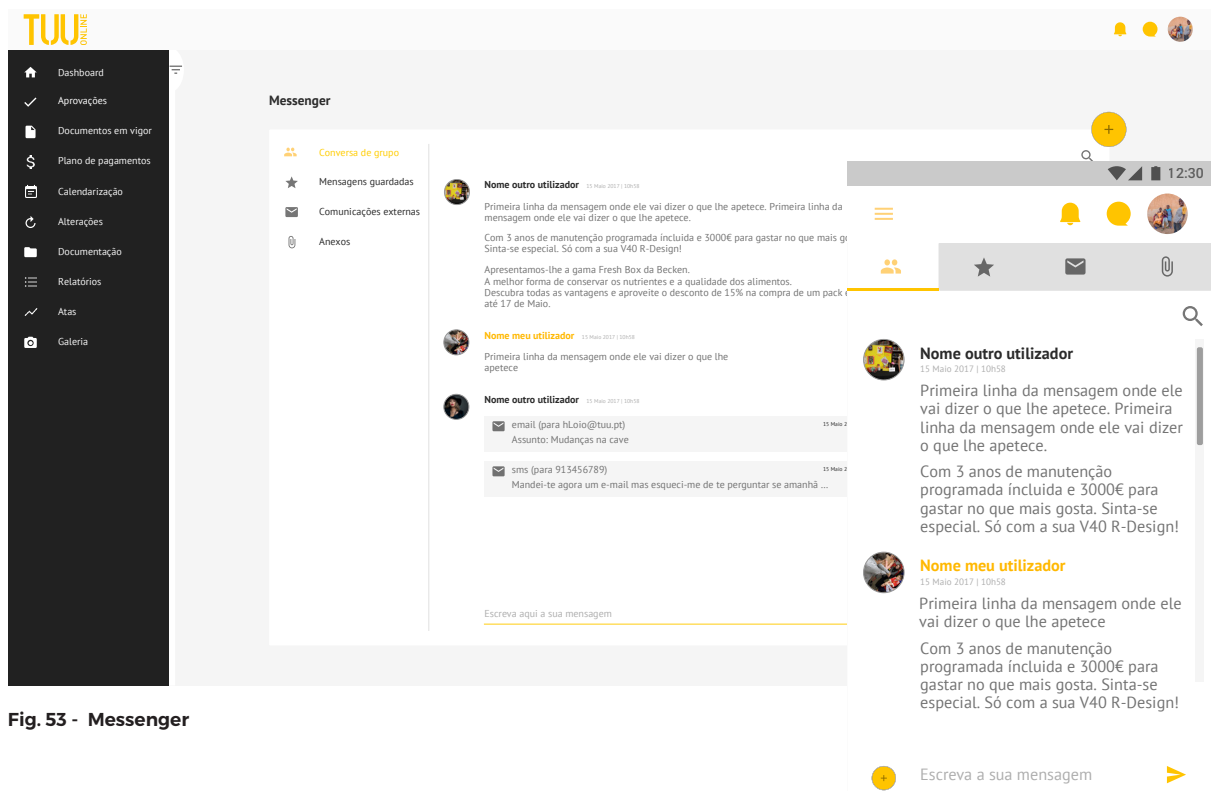 TUU
ONLINE
Dashboard
Aprovações
Documentos em vigor
Plano de pagamentos
Calendarização
Alterações
Documentação
Relatórios
Atas
Galeria
Messenger
Conversa de grupo
Mensagens guardadas
Comunicações externas
Anexos
Nome outro utilizador 15 Maio 2017 | 10h58
Primeira linha da mensagem onde ele vai dizer o que lhe apetece. Primeira linha da
mensagem onde ele vai dizer o que lhe apetece.
Com 3 anos de manutenção programada íncluida e 3000€ para gastar no que mais
Sinta-se especial. Só com a sua V40 R-Design!
Apresentamos-lhe a gama Fresh Box da Becken.
A melhor forma de conservar os nutrientes e a qualidade dos alimentos.
Descubra todas as vantagens e aproveite o desconto de 15% na compra de um pack
até 17 de Maio.
Nome meu utilizador 15 Maio 2017 | 10h58
Primeira linha da mensagem onde ele vai dizer o que lhe
apetece
Nome outro utilizador 15 Maio 2017 | 10h58
email (para hLoio@tuu.pt) 15 Maio 2
Assunto: Mudanças na cave
sms (para 913456789) 15 Maio 2
Mandei-te agora um e-mail mas esqueci-me de te perguntar se amanhã ...
Escreva aqui a sua mensagem
12:30
Nome outro utilizador
15 Maio 2017 | 10h58
Primeira linha da mensagem onde ele
vai dizer o que lhe apetece. Primeira
linha da mensagem onde ele vai dizer
o que lhe apetece.
Com 3 anos de manutenção
programada íncluida e 3000€ para
gastar no que mais gosta. Sinta-se
especial. Só com a sua V40 R-Design!
Nome meu utilizador
15 Maio 2017 | 10h58
Primeira linha da mensagem onde ele
vai dizer o que lhe apetece
Com 3 anos de manutenção
programada íncluida e 3000€ para
gastar no que mais gosta. Sinta-se
especial. Só com a sua V40 R-Design!
Escreva a sua mensagem
Fig. 53 - Messenger